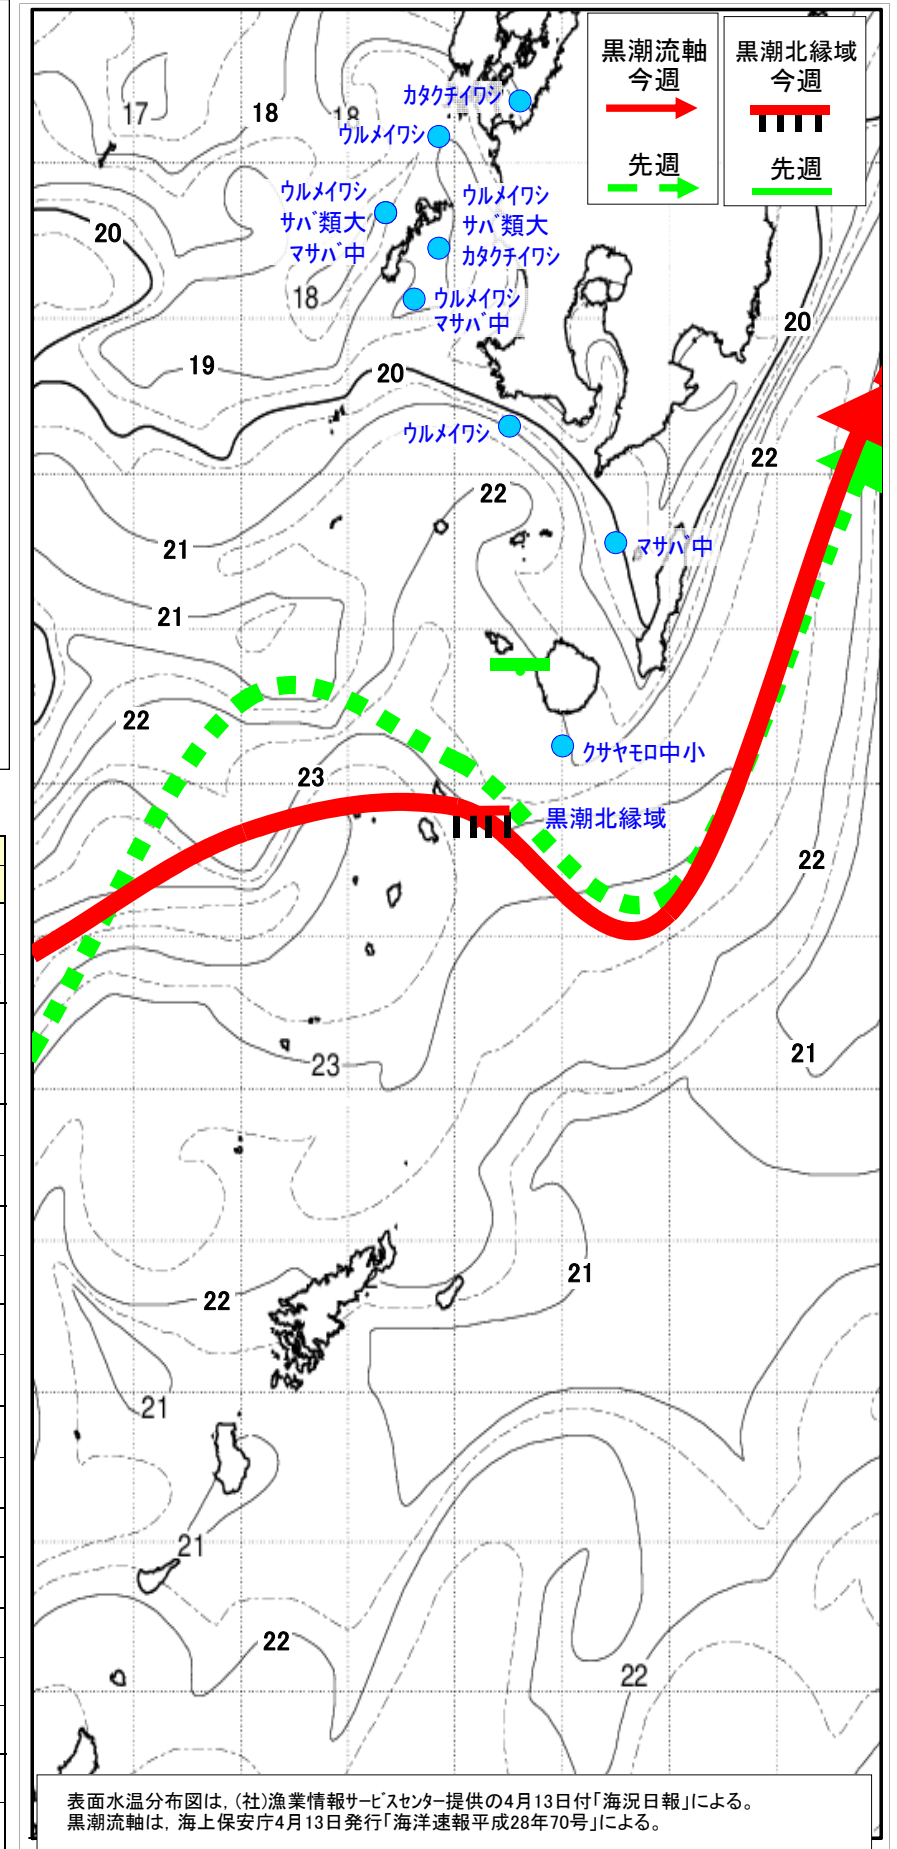 黒潮流軸
今週
先週
黒潮北縁域
今週
先週
カタクチイワシ
ウルメイワシ
ウルメイワシ
サバ類大
マサバ中
ウルメイワシ
サバ類大
カタクチイワシ
ウルメイワシ
マサバ中
ウルメイワシ
マサバ中
クサヤモロ中小
黒潮北縁域
17
18
18
20
18
19
20
20
22
22
21
21
22
23
22
21
23
21
22
21
21
22
22
表面水温分布図は, (社)漁業情報サービスセンター提供の4月13日付「海況日報」による。
黒潮流軸は, 海上保安庁4月13日発行「海洋速報平成28年70号」による。